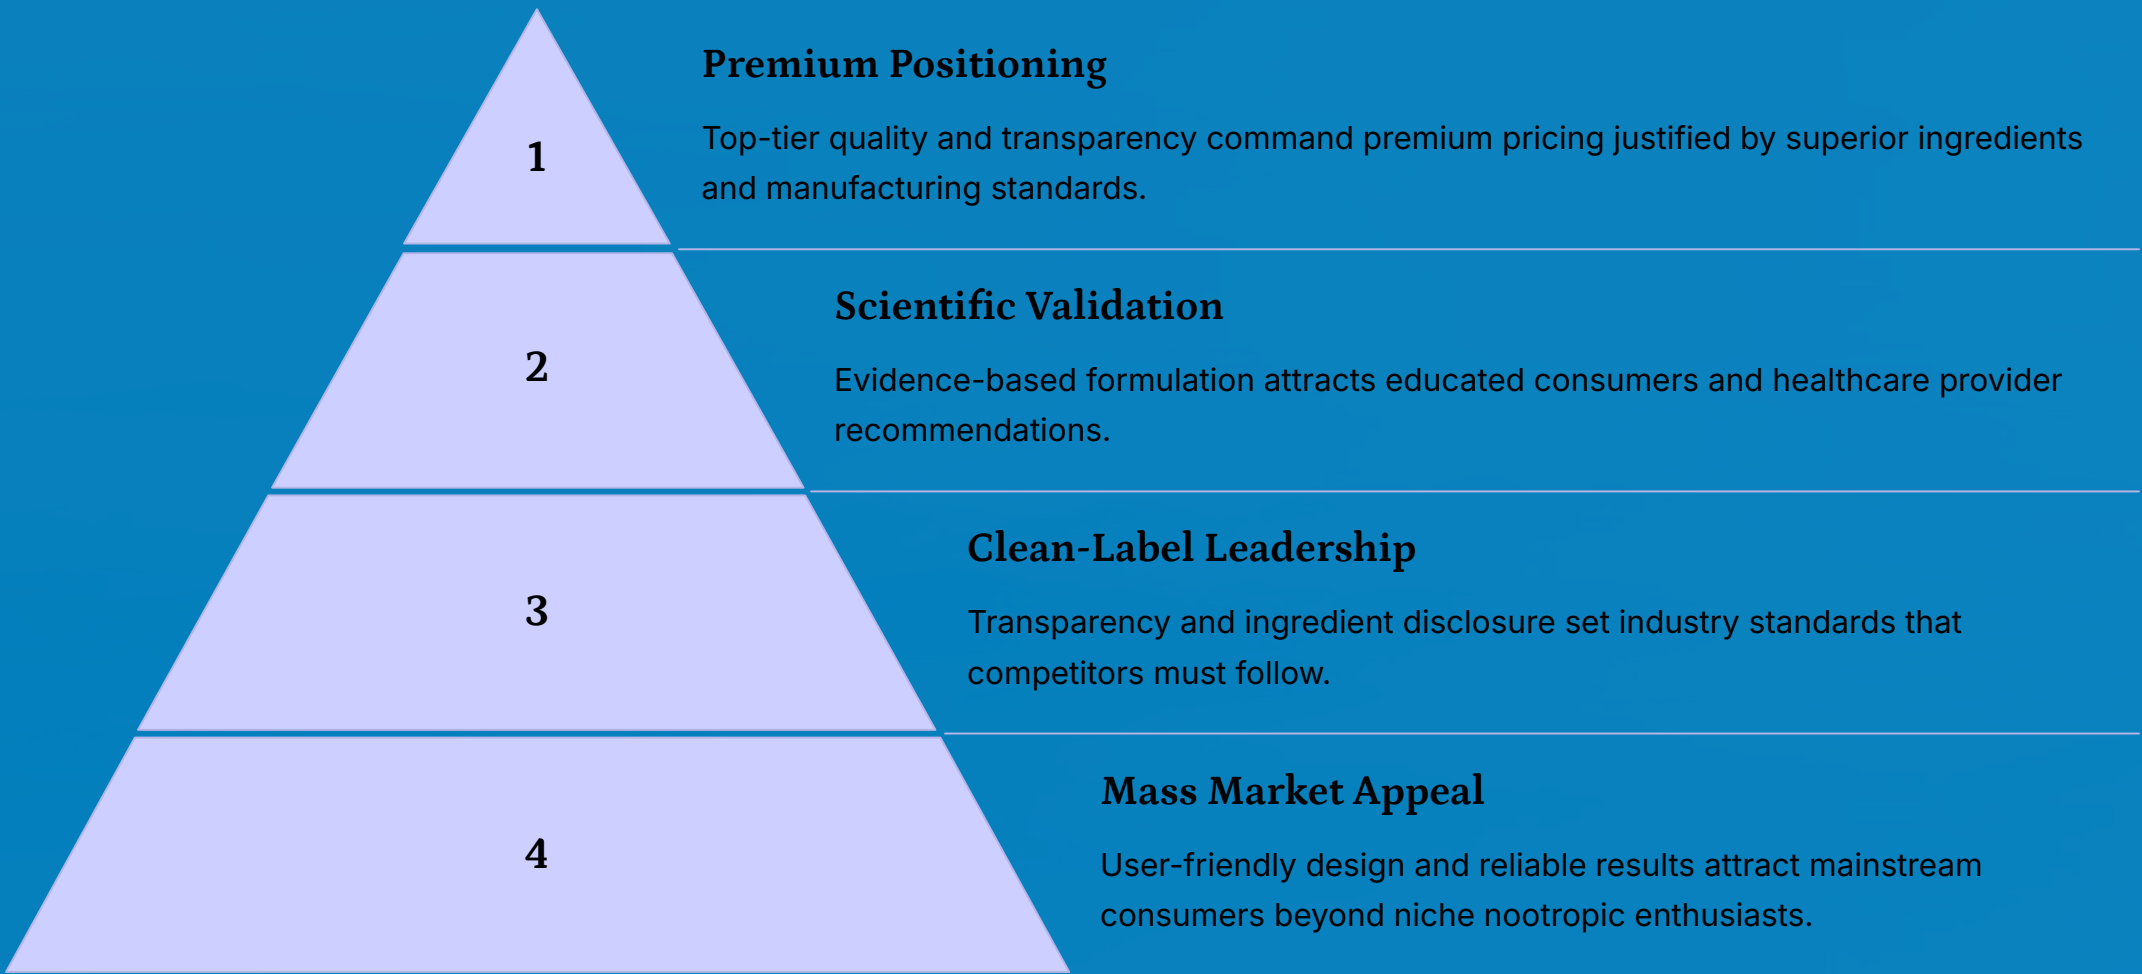 1
Premium Positioning
Top-tier quality and transparency command premium pricing justified by superior ingredients
and manufacturing standards.
2
Scientific Validation
Evidence-based formulation attracts educated consumers and healthcare provider
recommendations.
3
Clean-Label Leadership
Transparency and ingredient disclosure set industry standards that
competitors must follow.
4
Mass Market Appeal
User-friendly design and reliable results attract mainstream
consumers beyond niche nootropic enthusiasts.